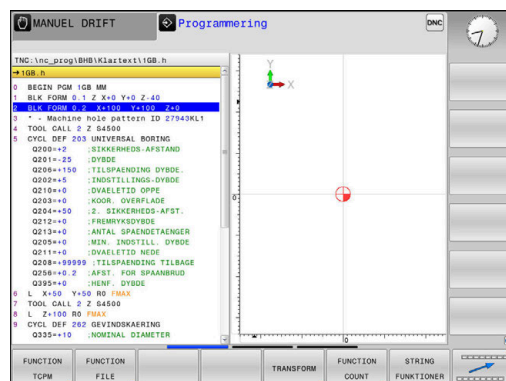 MANUEL DRIFT
Programmering
DNC
TNC:\nc_prog\BHB\Klartext\1GB.h
→1GB.h
0 BEGIN PGM 1GB MM
1 BLK FORM 0.1 Z X+0 Y+0 Z-40
2 BLK FORM 0.2 X+100 Y+100 Z+0
3 * - Machine hole pattern ID 27943KL1
4 TOOL CALL 2 Z S4500
5 CYCL DEF 203 UNIVERSAL BORING
Q200=+2 ;SIKKERHEDS-AFSTAND
Q201=-25 ;DYBDE
Q206=+150 ;TILSPAENDING DYBDE.
Q202=+5 ;INDSTILLINGS-DYBDE
Q210=+0 ;DVAELETID OPPE
Q203=+0 ;KOOR. OVERFLADE
Q204=+50 ;2. SIKKERHEDS-AFST.
Q212=+0 ;FREMRYKSDYBDE
Q213=+0 ;ANTAL SPAENDETAENGER
Q205=+0 ;MIN. INDSTILL. DYBDE
Q211=+0 ;DVAELETID NEDE
Q208=+99999 ;TILSPAENDING TILBAGE
Q256=+0.2 ;AFST. FOR SPAANBRUD
Q395=+0 ;HENF. DYBDE
6 L X+50 Y+50 R0 FMAX
7 TOOL CALL 2 Z S4500
8 L Z+100 R0 FMAX
9 CYCL DEF 262 GEVINDSKAERING
Q335=+10 ;NOMINAL DIAMETER
Y
X
0
0
FUNCTION TCPM
FUNCTION FILE
TRANSFORM
FUNCTION COUNT
STRING FUNKTIONER